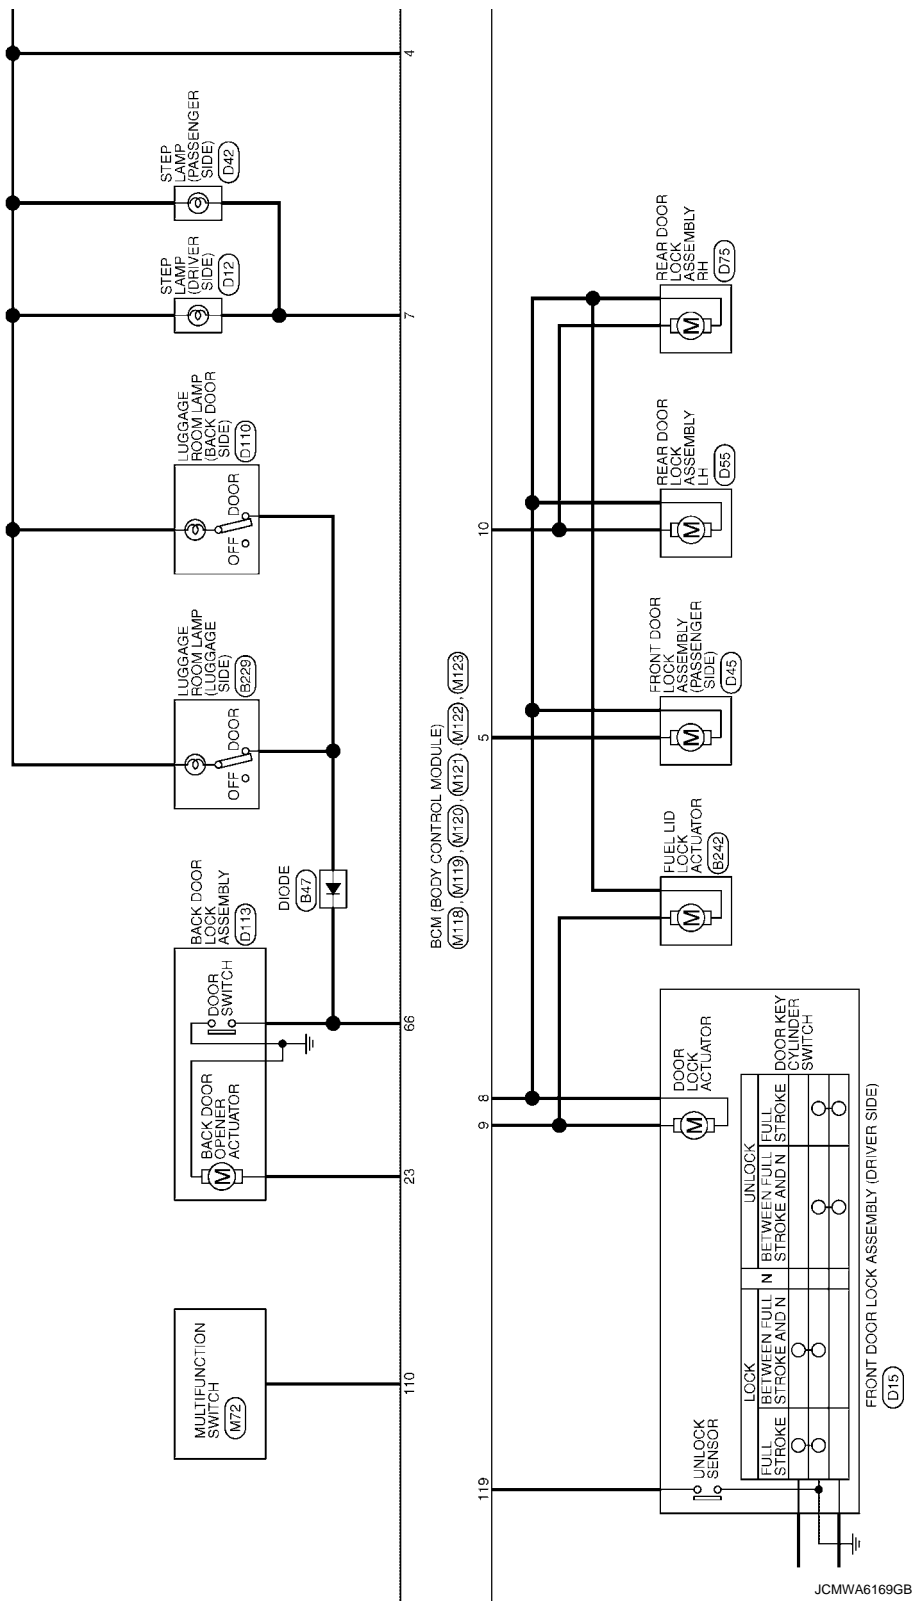 4
STEP
LAMP
(PASSENGER
SIDE)
D42
STEP
LAMP
(DRIVER
SIDE)
D12
7
LUGGAGE
ROOM LAMP
(BACK DOOR
SIDE)
D110
OFF
DOOR
LUGGAGE
ROOM LAMP
(LUGGAGE
SIDE)
B229
OFF
DOOR
DIODE
B47
BACK DOOR
LOCK
ASSEMBLY
D113
DOOR
SWITCH
BACK DOOR
OPENER
ACTUATOR
M
66
23
MULTIFUNCTION
SWITCH
M72
110
BCM (BODY CONTROL MODULE)
M118 , M119 , M120 , M121 , M122 , M123
REAR DOOR
LOCK
ASSEMBLY
RH
D75
M
REAR DOOR
LOCK
ASSEMBLY
LH
D55
M
10
FRONT DOOR
LOCK
ASSEMBLY
(PASSENGER
SIDE)
D45
M
5
FUEL LID
LOCK
ACTUATOR
B242
M
8
9
DOOR
LOCK
ACTUATOR
M
119
UNLOCK
SENSOR
LOCK
N
UNLOCK
FULL
STROKE
BETWEEN FULL
STROKE AND N
BETWEEN FULL
STROKE AND N
FULL
STROKE
DOOR KEY
CYLINDER
SWITCH
FRONT DOOR LOCK ASSEMBLY (DRIVER SIDE)
D15
JCMWA6169GB